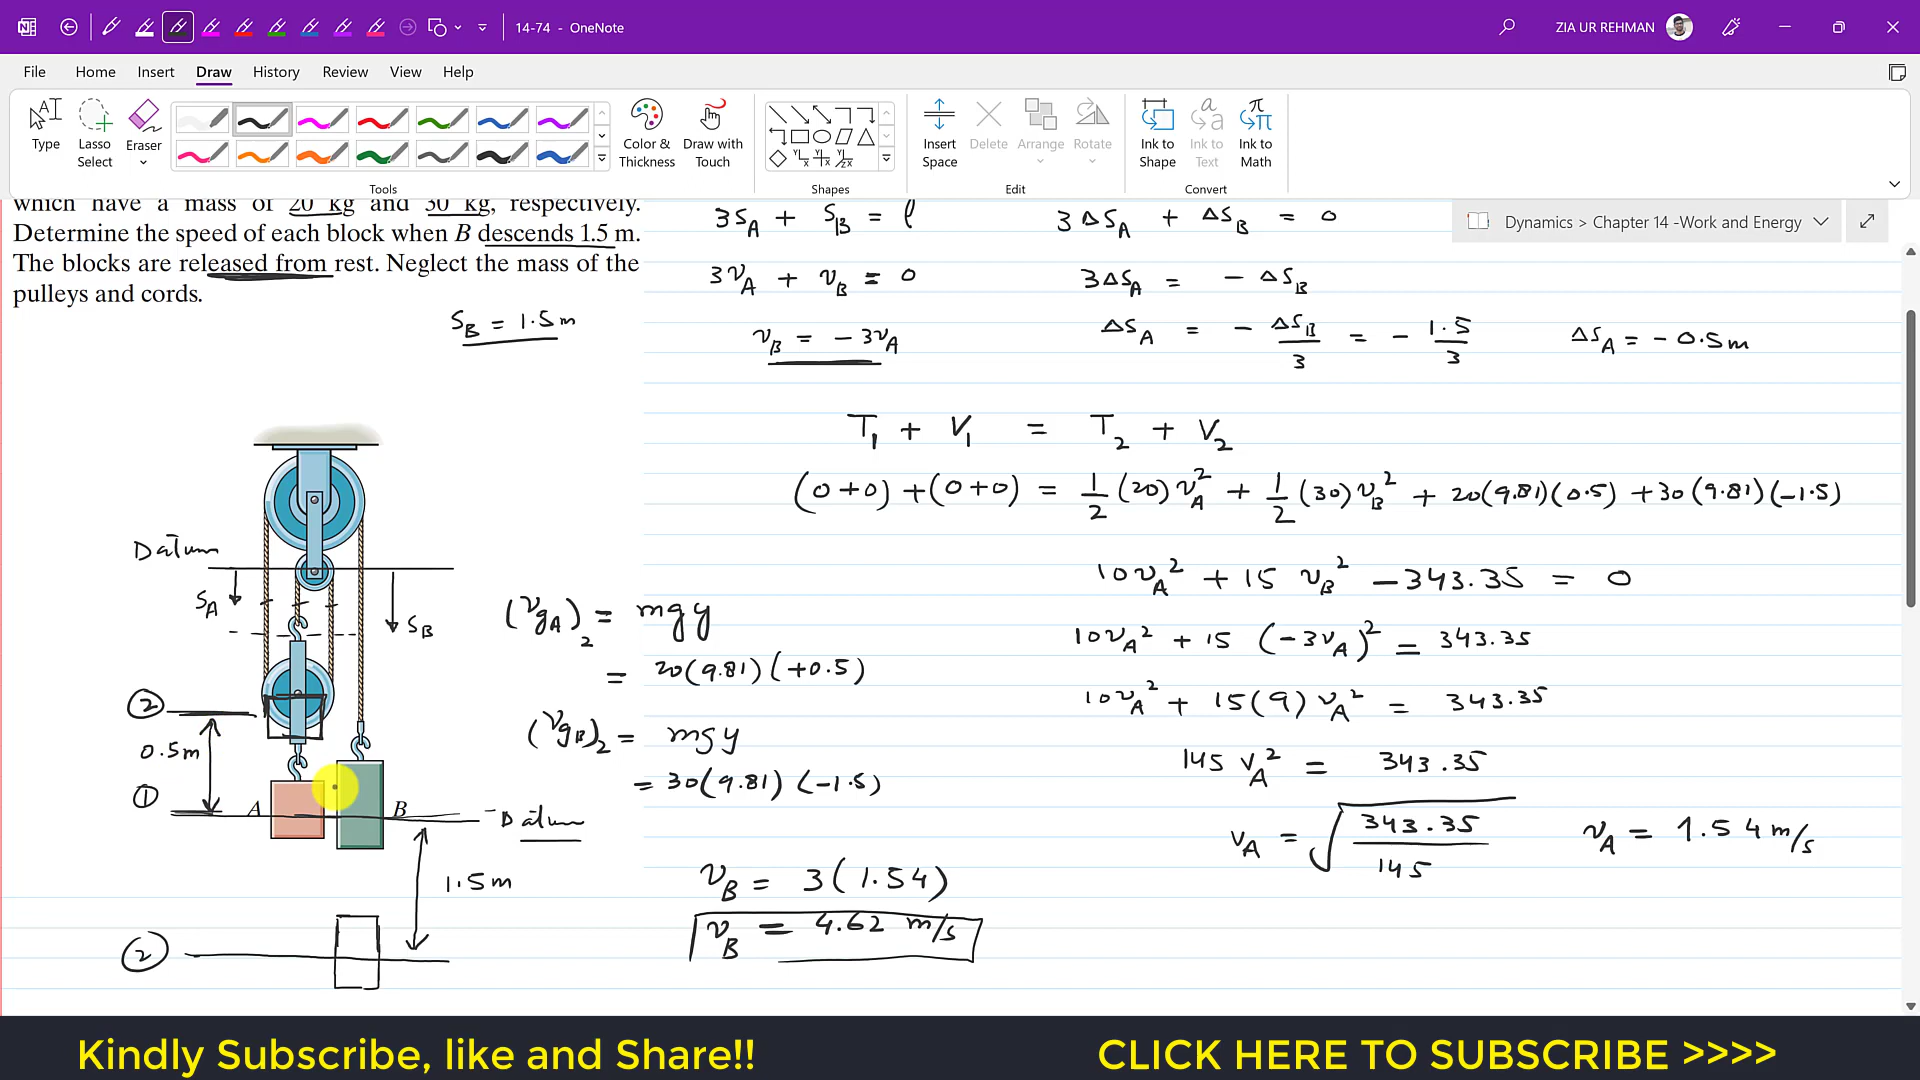 14-74 - OneNote
ZIA UR REHMAN
File Home Insert Draw History Review View Help
Type
Lasso Select
Eraser
Color & Thickness
Draw with Touch
Insert Space
Delete
Arrange
Rotate
Ink to Shape
Ink to Text
Ink to Math
Tools
Shapes
Edit
Convert
Dynamics > Chapter 14 -Work and Energy
which have a mass of 20 kg and 30 kg, respectively.
Determine the speed of each block when B descends 1.5 m.
The blocks are released from rest. Neglect the mass of the
pulleys and cords.
S_B = 1.5m
3S_A + S_B = l
3V_A + V_B = 0
V_B = - 3V_A
3ΔS_A + ΔS_B = 0
3ΔS_A = - ΔS_B
ΔS_A = - ΔS_B/3 = - 1.5/3
ΔS_A = - 0.5m
T_1 + V_1 = T_2 + V_2
(0+0) + (0+0) = 1/2 (20) V_A^2 + 1/2 (30) V_B^2 + 20(9.81)(0.5) + 30(9.81)(-1.5)
10V_A^2 + 15 V_B^2 - 343.35 = 0
10V_A^2 + 15 (-3V_A)^2 = 343.35
10V_A^2 + 15(9) V_A^2 = 343.35
145 V_A^2 = 343.35
V_A = √(343.35/145)
V_A = 1.54 m/s
Datum
S_A
S_B
(V_gA)_2 = mgy
= 20(9.81)(+0.5)
(V_gB)_2 = mgy
= 30(9.81)(-1.5)
2
0.5m
1
A
B
Datum
1.5m
2
V_B = 3(1.54)
V_B = 4.62 m/s
Kindly Subscribe, like and Share!!
CLICK HERE TO SUBSCRIBE >>>>